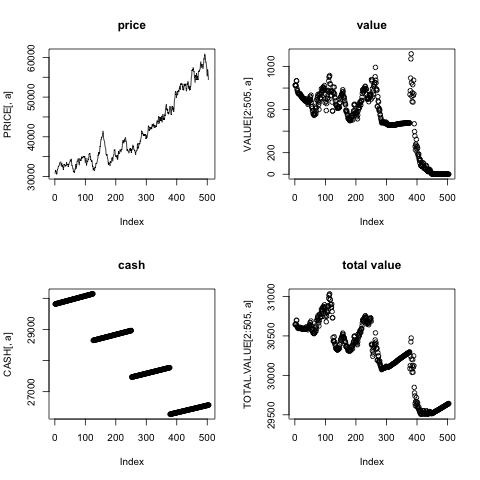 price
PRICE[, a]
30000 40000 50000 60000
0 100 200 300 400 500
Index
value
VALUE[2:505, a]
0 200 600 1000
0 100 200 300 400 500
Index
cash
CASH[, a]
27000 29000
0 100 200 300 400 500
Index
total value
TOTAL.VALUE[2:505, a]
29500 30000 30500 31000
0 100 200 300 400 500
Index